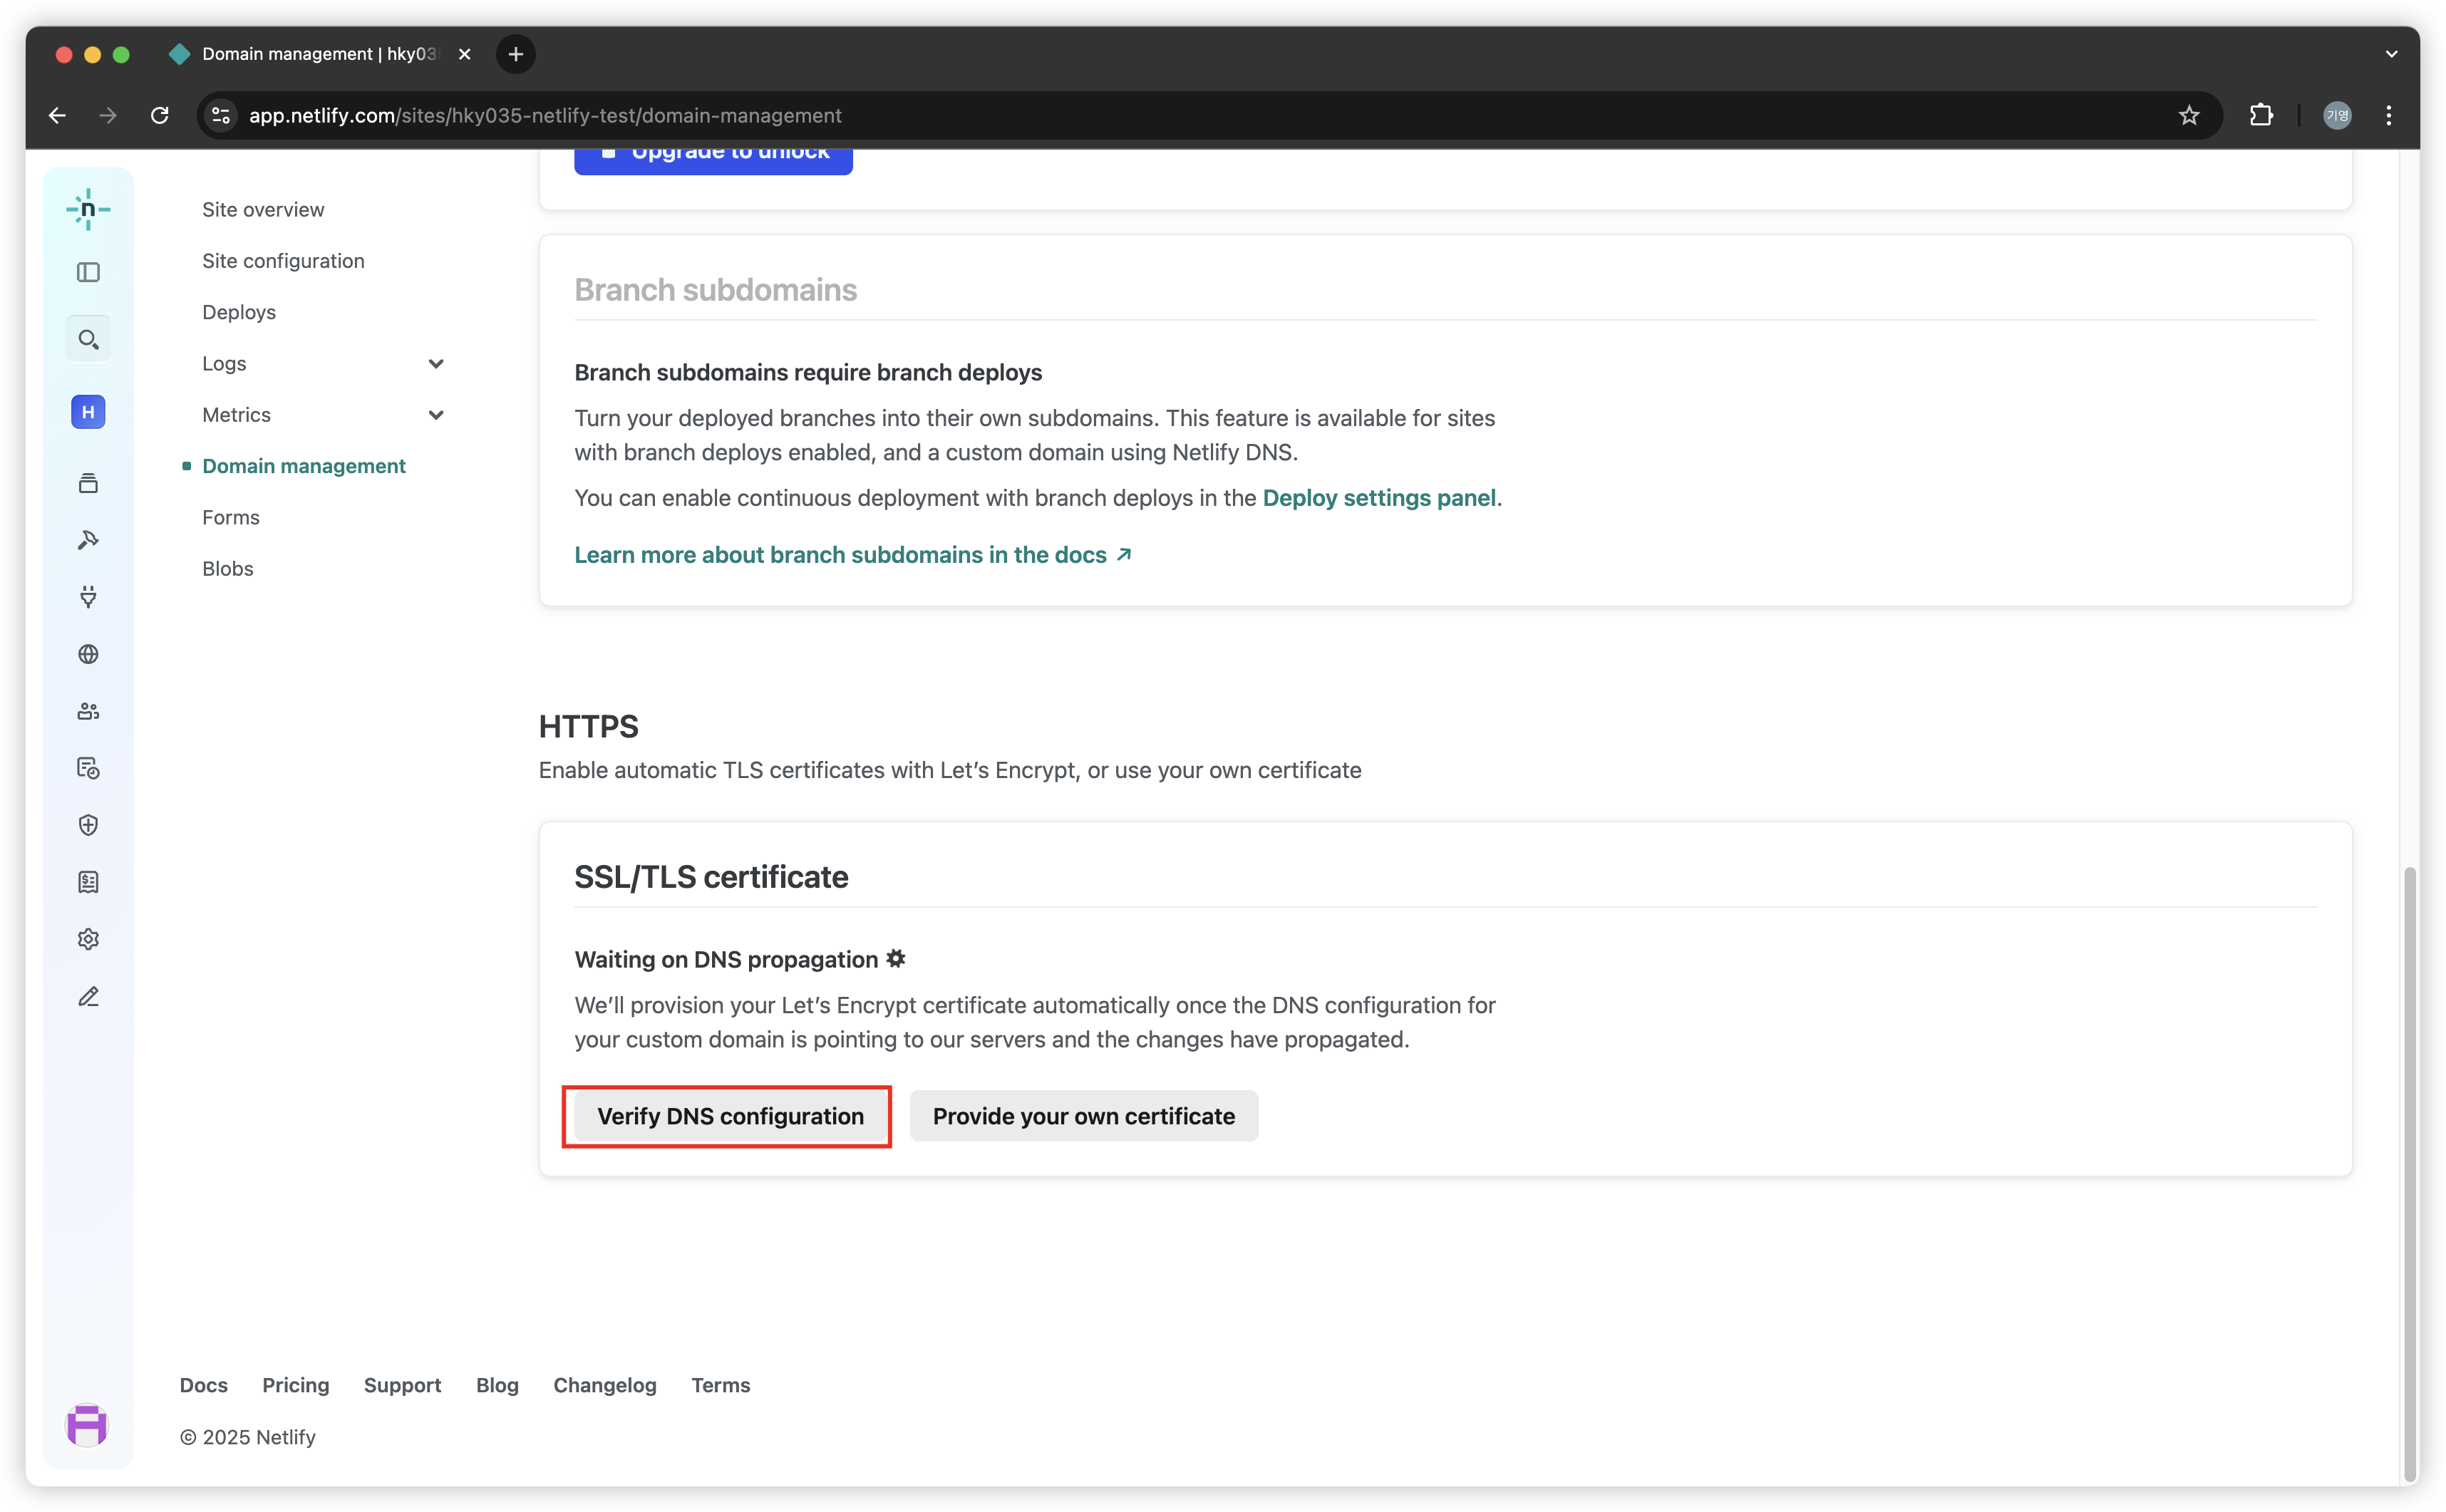 Domain management | hky03
app.netlify.com/sites/hky035-netlify-test/domain-management
기영
Upgrade to unlock
n
Site overview
Site configuration
Deploys
Logs
H
Metrics
Domain management
Forms
Blobs
Branch subdomains
Branch subdomains require branch deploys
Turn your deployed branches into their own subdomains. This feature is available for sites
with branch deploys enabled, and a custom domain using Netlify DNS.
You can enable continuous deployment with branch deploys in the Deploy settings panel.
Learn more about branch subdomains in the docs
HTTPS
Enable automatic TLS certificates with Let’s Encrypt, or use your own certificate
SSL/TLS certificate
Waiting on DNS propagation
We’ll provision your Let’s Encrypt certificate automatically once the DNS configuration for
your custom domain is pointing to our servers and the changes have propagated.
Verify DNS configuration Provide your own certificate
Docs Pricing Support Blog Changelog Terms
© 2025 Netlify